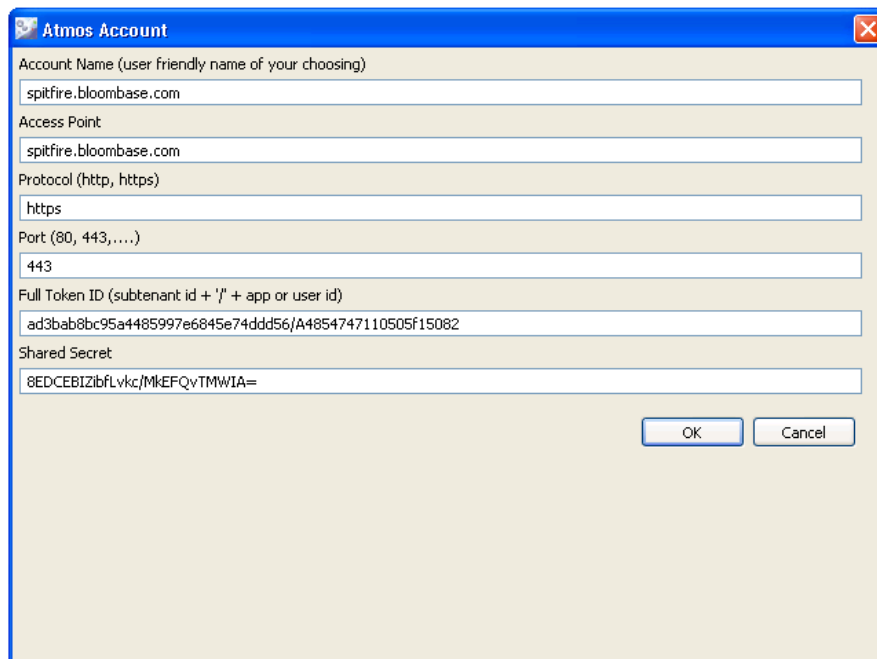 Atmos Account
Account Name (user friendly name of your choosing)
spitfire.bloombase.com
Access Point
spitfire.bloombase.com
Protocol (http, https)
https
Port (80, 443,....)
443
Full Token ID (subtenant id + '/' + app or user id)
ad3bab8bc95a4485997e6845e74ddd56/A4854747110505f15082
Shared Secret
8EDCEBIZibfLvkc/MkEFQvTMWIA=
OK Cancel